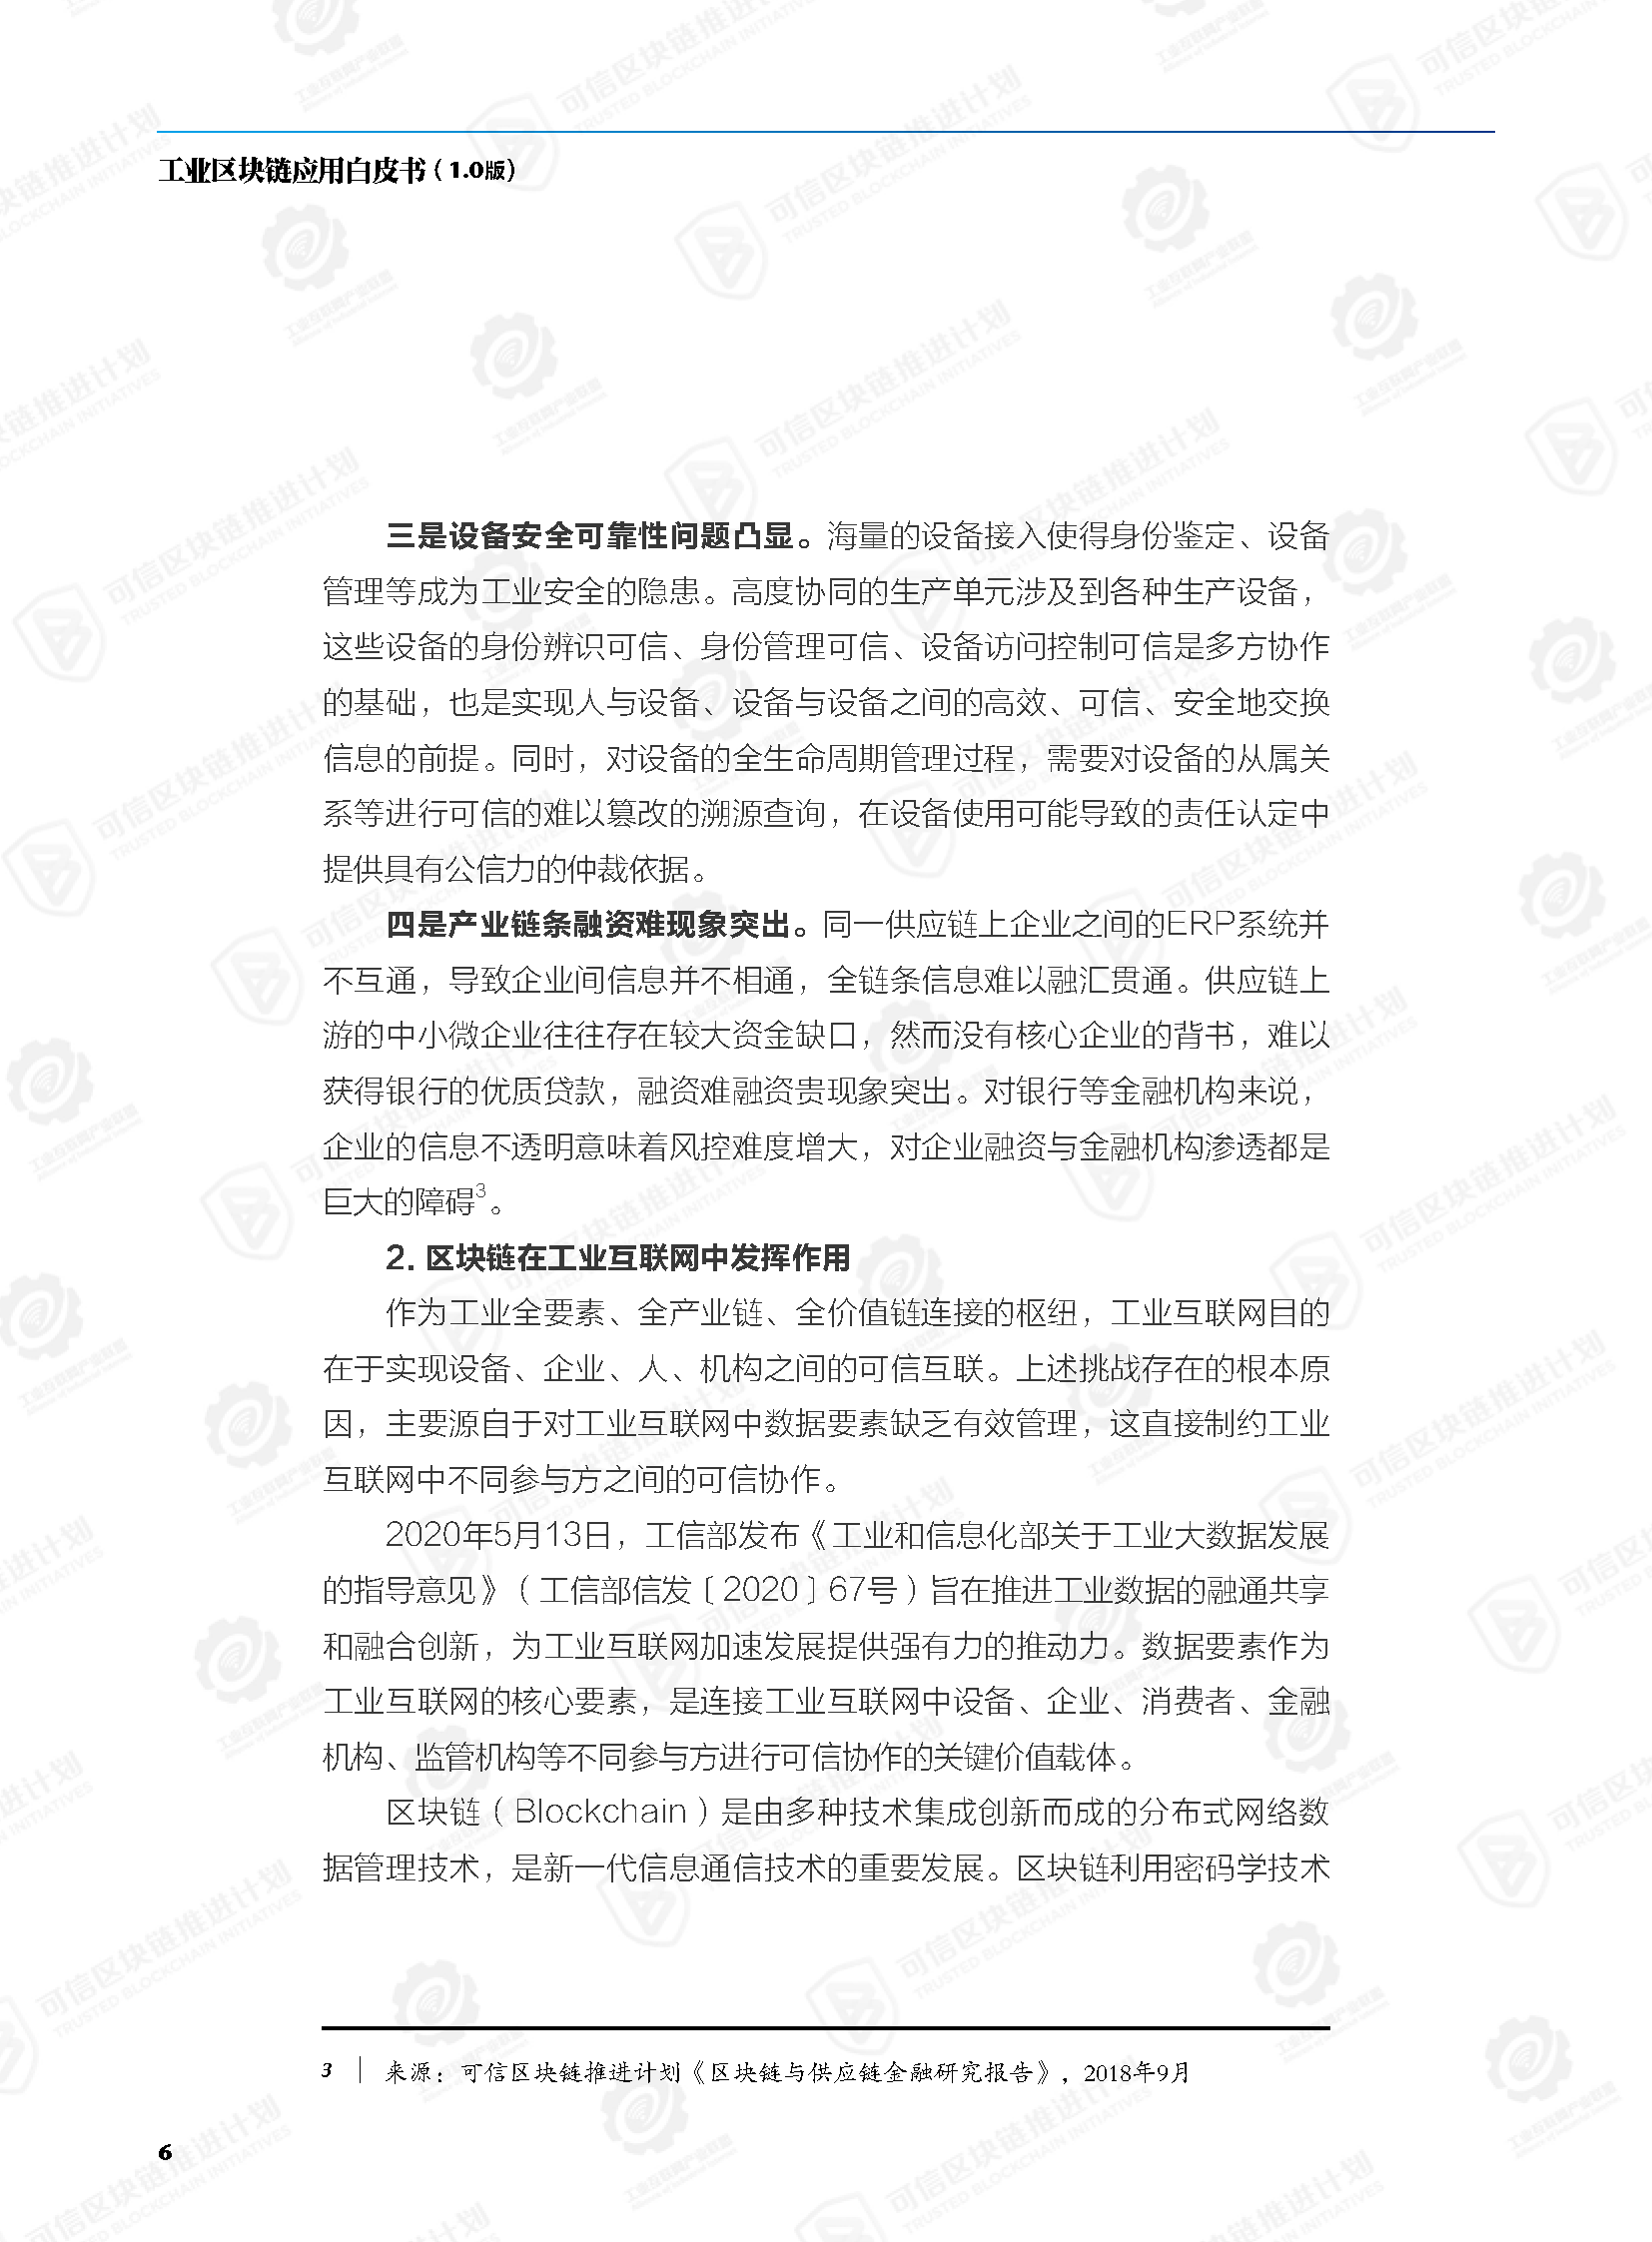 工业区块链应用白皮书（1.0版）
三是设备安全可靠性问题凸显。海量的设备接入使得身份鉴定、设备
管理等成为工业安全的隐患。高度协同的生产单元涉及到各种生产设备，
这些设备的身份辨识可信、身份管理可信、设备访问控制可信是多方协作
的基础，也是实现人与设备、设备与设备之间的高效、可信、安全地交换
信息的前提。同时，对设备的全生命周期管理过程，需要对设备的从属关
系等进行可信的难以篡改的溯源查询，在设备使用可能导致的责任认定中
提供具有公信力的仲裁依据。
四是产业链条融资难现象突出。同一供应链上企业之间的ERP系统并
不互通，导致企业间信息并不相通，全链条信息难以融汇贯通。供应链上
游的中小微企业往往存在较大资金缺口，然而没有核心企业的背书，难以
获得银行的优质贷款，融资难融资贵现象突出。对银行等金融机构来说，
企业的信息不透明意味着风控难度增大，对企业融资与金融机构渗透都是
巨大的障碍3。
2. 区块链在工业互联网中发挥作用
作为工业全要素、全产业链、全价值链连接的枢纽，工业互联网目的
在于实现设备、企业、人、机构之间的可信互联。上述挑战存在的根本原
因，主要源自于对工业互联网中数据要素缺乏有效管理，这直接制约工业
互联网中不同参与方之间的可信协作。
2020年5月13日，工信部发布《工业和信息化部关于工业大数据发展
的指导意见》（工信部信发〔2020〕67号）旨在推进工业数据的融通共享
和融合创新，为工业互联网加速发展提供强有力的推动力。数据要素作为
工业互联网的核心要素，是连接工业互联网中设备、企业、消费者、金融
机构、监管机构等不同参与方进行可信协作的关键价值载体。
区块链（Blockchain）是由多种技术集成创新而成的分布式网络数
据管理技术，是新一代信息通信技术的重要发展。区块链利用密码学技术
3 | 来源：可信区块链推进计划《区块链与供应链金融研究报告》，2018年9月
6
可信区块链推进计划
TRUSTED BLOCKCHAIN INITIATIVES
工业互联网产业联盟